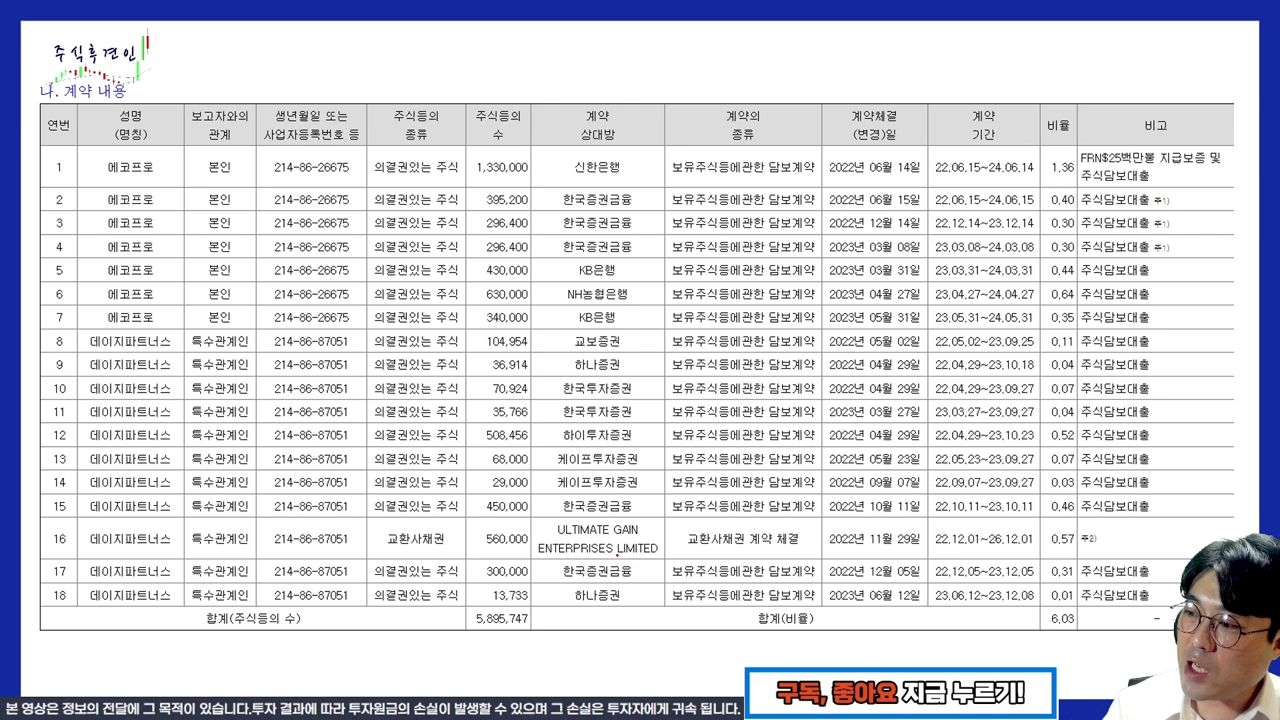 주식후견인
나. 계약 내용
연번 성명 (명칭) 보고자와의 관계 생년월일 또는 사업자등록번호 등 주식등의 종류 주식등의 수 계약 상대방 계약의 종류 계약체결 (변경)일 계약 기간 비율 비고
1 에코프로 본인 214-86-26675 의결권있는 주식 1,330,000 신한은행 보유주식등에관한 담보계약 2022년 06월 14일 22.06.15~24.06.14 1.36 FRN$25백만불 지급보증 및 주식담보대출
2 에코프로 본인 214-86-26675 의결권있는 주식 395,200 한국증권금융 보유주식등에관한 담보계약 2022년 06월 15일 22.06.15~24.06.15 0.40 주식담보대출 주1)
3 에코프로 본인 214-86-26675 의결권있는 주식 296,400 한국증권금융 보유주식등에관한 담보계약 2022년 12월 14일 22.12.14~23.12.14 0.30 주식담보대출 주1)
4 에코프로 본인 214-86-26675 의결권있는 주식 296,400 한국증권금융 보유주식등에관한 담보계약 2023년 03월 08일 23.03.08~24.03.08 0.30 주식담보대출 주1)
5 에코프로 본인 214-86-26675 의결권있는 주식 430,000 KB은행 보유주식등에관한 담보계약 2023년 03월 31일 23.03.31~24.03.31 0.44 주식담보대출
6 에코프로 본인 214-86-26675 의결권있는 주식 630,000 NH농협은행 보유주식등에관한 담보계약 2023년 04월 27일 23.04.27~24.04.27 0.64 주식담보대출
7 에코프로 본인 214-86-26675 의결권있는 주식 340,000 KB은행 보유주식등에관한 담보계약 2023년 05월 31일 23.05.31~24.05.31 0.35 주식담보대출
8 데이지파트너스 특수관계인 214-86-87051 의결권있는 주식 104,954 교보증권 보유주식등에관한 담보계약 2022년 05월 02일 22.05.02~23.09.25 0.11 주식담보대출
9 데이지파트너스 특수관계인 214-86-87051 의결권있는 주식 36,914 하나증권 보유주식등에관한 담보계약 2022년 04월 29일 22.04.29~23.10.18 0.04 주식담보대출
10 데이지파트너스 특수관계인 214-86-87051 의결권있는 주식 70,924 한국투자증권 보유주식등에관한 담보계약 2022년 04월 29일 22.04.29~23.09.27 0.07 주식담보대출
11 데이지파트너스 특수관계인 214-86-87051 의결권있는 주식 35,766 한국투자증권 보유주식등에관한 담보계약 2023년 03월 27일 23.03.27~23.09.27 0.04 주식담보대출
12 데이지파트너스 특수관계인 214-86-87051 의결권있는 주식 508,456 하이투자증권 보유주식등에관한 담보계약 2022년 04월 29일 22.04.29~23.10.23 0.52 주식담보대출
13 데이지파트너스 특수관계인 214-86-87051 의결권있는 주식 68,000 케이프투자증권 보유주식등에관한 담보계약 2022년 05월 23일 22.05.23~23.09.27 0.07 주식담보대출
14 데이지파트너스 특수관계인 214-86-87051 의결권있는 주식 29,000 케이프투자증권 보유주식등에관한 담보계약 2022년 09월 07일 22.09.07~23.09.27 0.03 주식담보대출
15 데이지파트너스 특수관계인 214-86-87051 의결권있는 주식 450,000 한국증권금융 보유주식등에관한 담보계약 2022년 10월 11일 22.10.11~23.10.11 0.46 주식담보대출
16 데이지파트너스 특수관계인 214-86-87051 교환사채권 560,000 ULTIMATE GAIN ENTERPRISES LIMITED 교환사채권 계약 체결 2022년 11월 29일 22.12.01~26.12.01 0.57 주2)
17 데이지파트너스 특수관계인 214-86-87051 의결권있는 주식 300,000 한국증권금융 보유주식등에관한 담보계약 2022년 12월 05일 22.12.05~23.12.05 0.31 주식담보대출
18 데이지파트너스 특수관계인 214-86-87051 의결권있는 주식 13,733 하나증권 보유주식등에관한 담보계약 2023년 06월 12일 23.06.12~23.12.08 0.01 주식담보대출
합계(주식등의 수) 5,895,747 합계(비율) 6.03 -
구독, 좋아요 지금 누르기!
본 영상은 정보의 전달에 그 목적이 있습니다.투자 결과에 따라 투자원금의 손실이 발생할 수 있으며 그 손실은 투자자에게 귀속 됩니다.